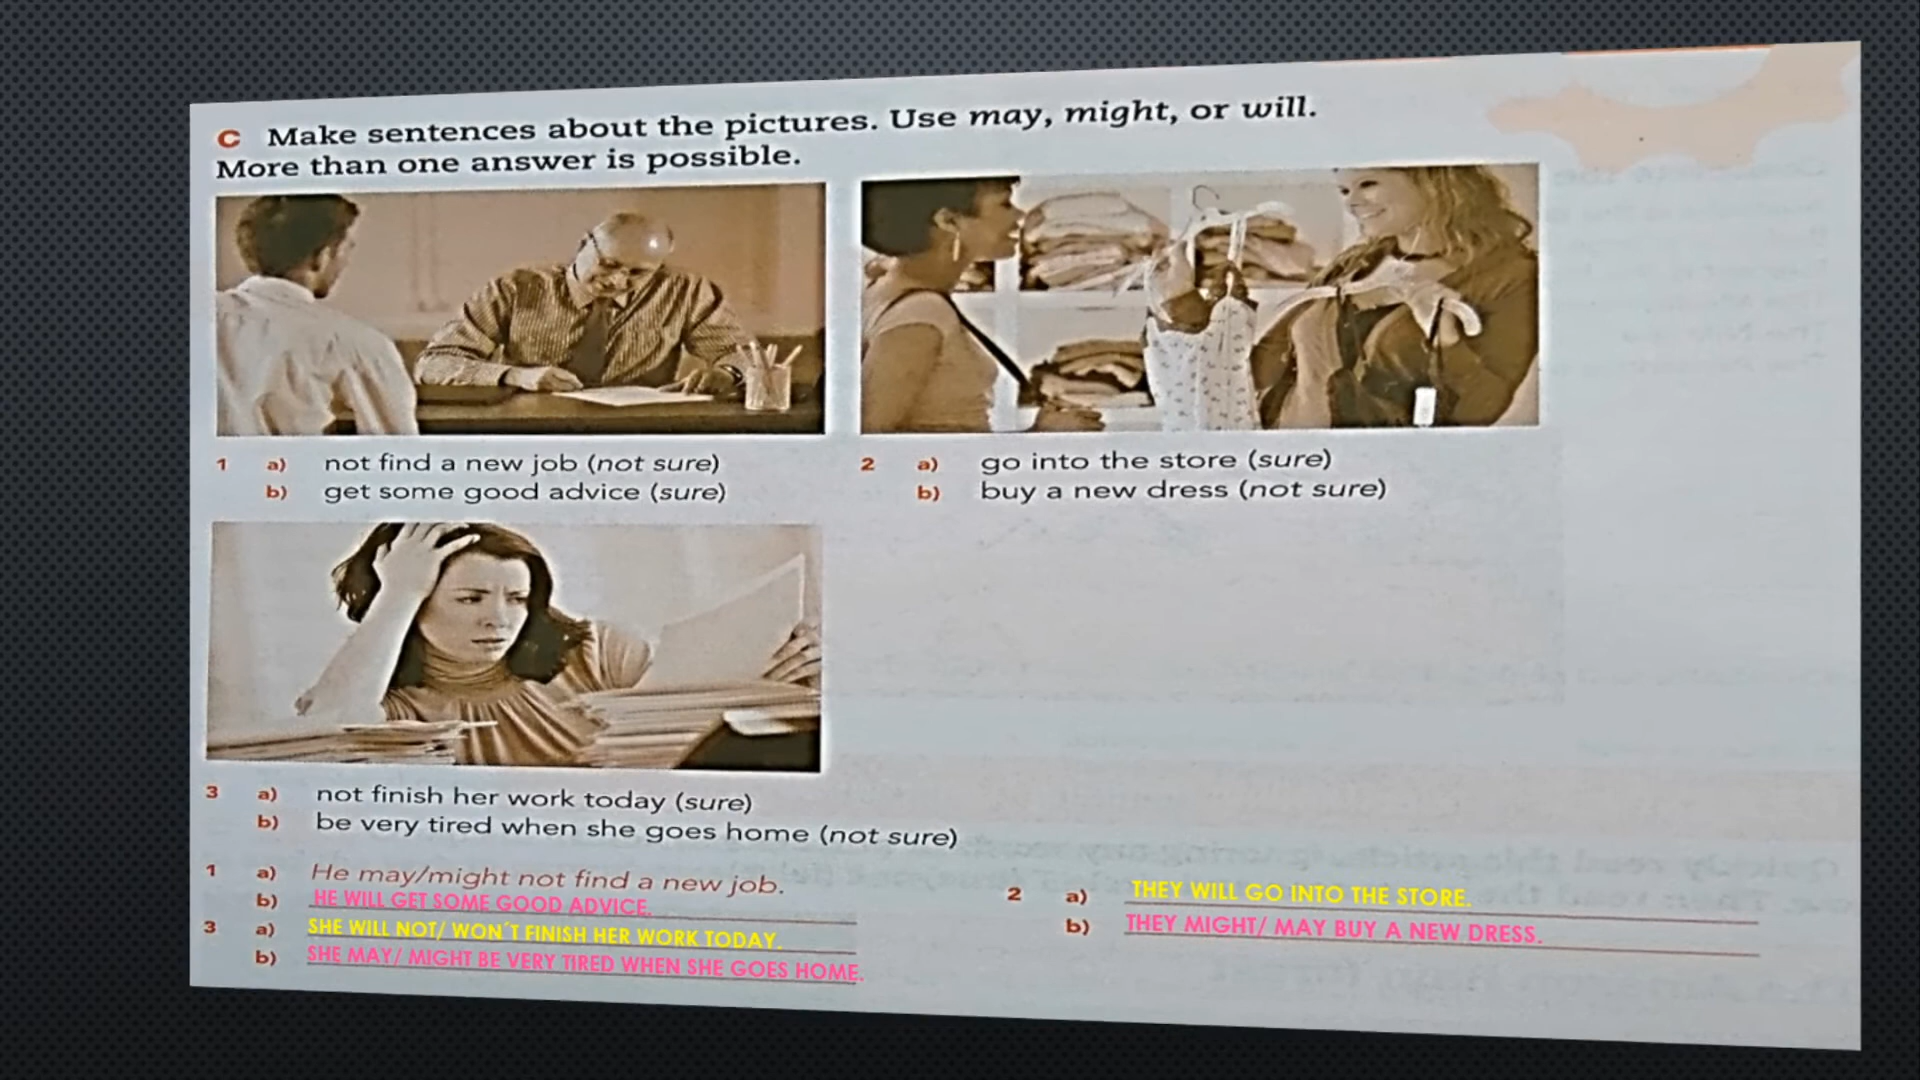 C Make sentences about the pictures. Use may, might, or will.
More than one answer is possible.
1 a) not find a new job (not sure)
b) get some good advice (sure)
2 a) go into the store (sure)
b) buy a new dress (not sure)
3 a) not finish her work today (sure)
b) be very tired when she goes home (not sure)
1 a) He may/might not find a new job.
b) HE WILL GET SOME GOOD ADVICE.
3 a) SHE WILL NOT/ WON´T FINISH HER WORK TODAY.
b) SHE MAY/ MIGHT BE VERY TIRED WHEN SHE GOES HOME.
2 a) THEY WILL GO INTO THE STORE.
b) THEY MIGHT/ MAY BUY A NEW DRESS.